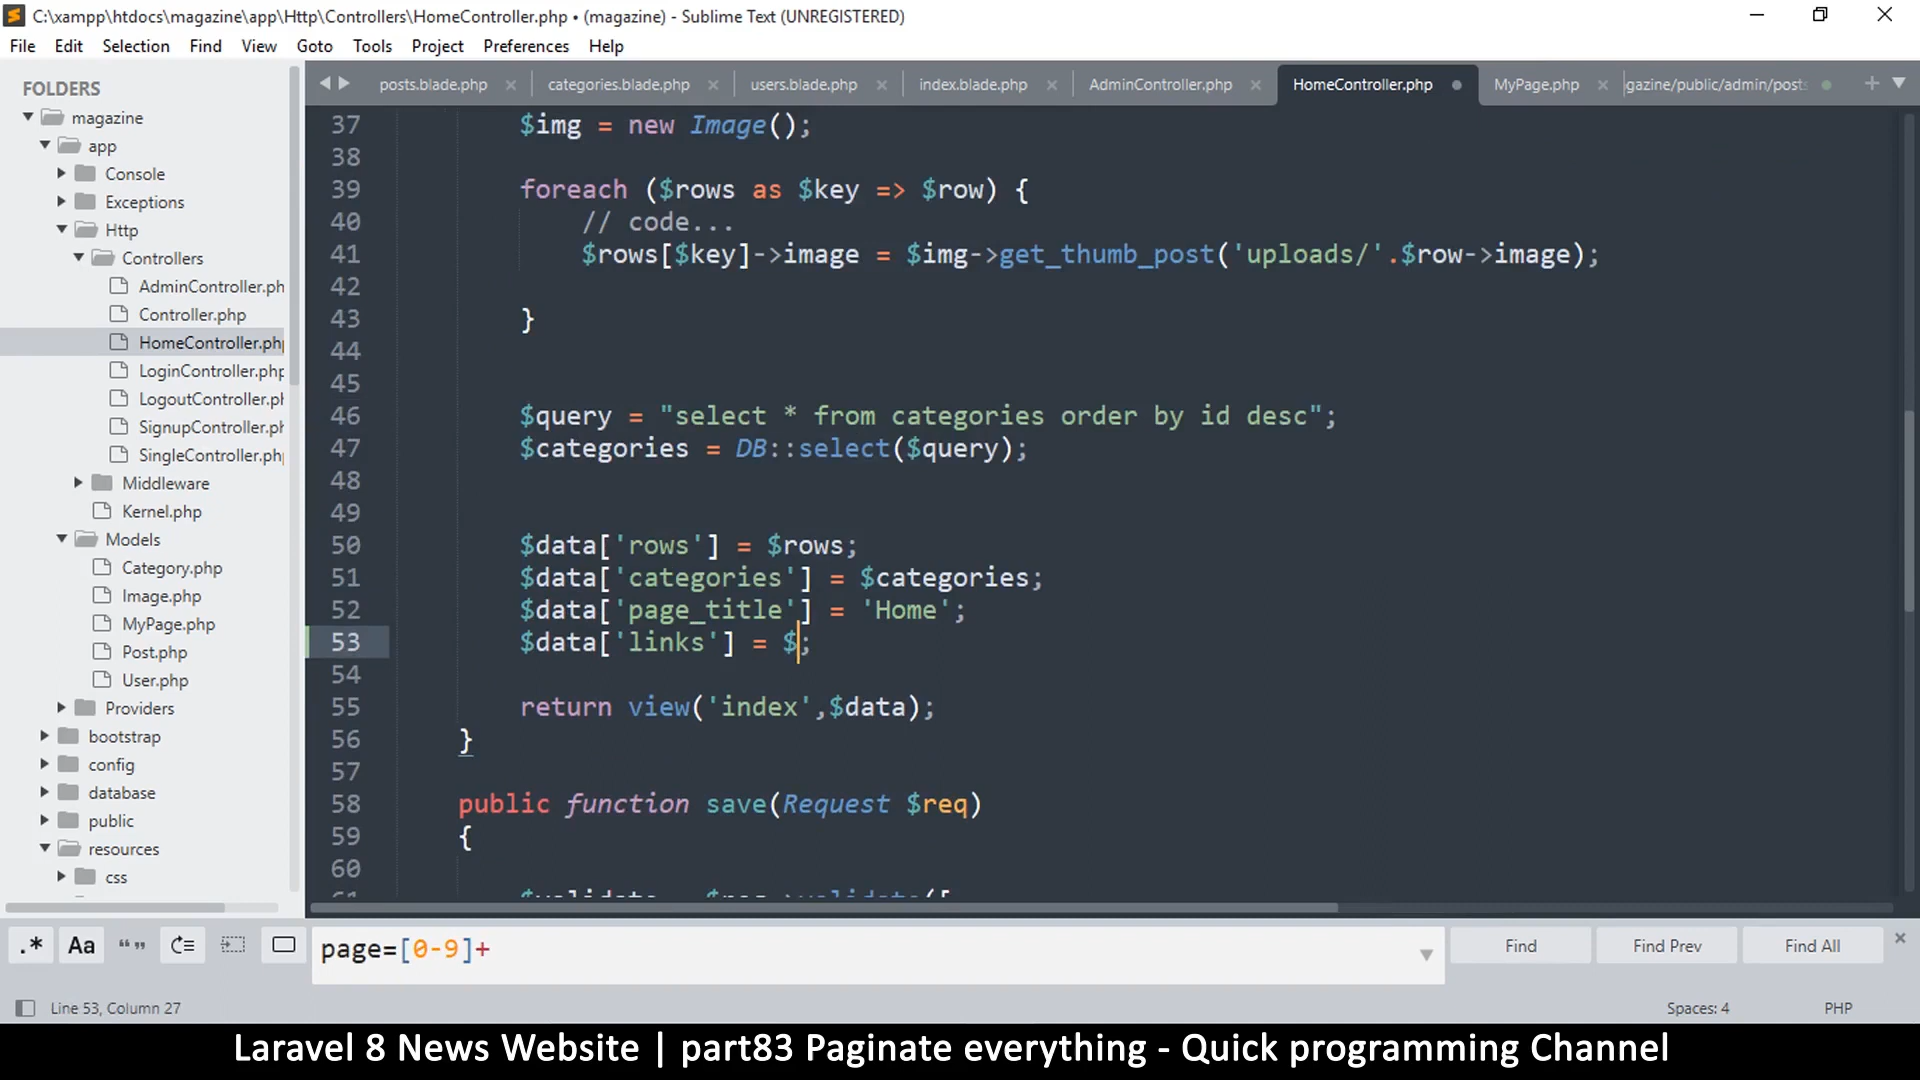 C:\xampp\htdocs\magazine\app\Http\Controllers\HomeController.php • (magazine) - Sublime Text (UNREGISTERED)
File Edit Selection Find View Goto Tools Project Preferences Help
FOLDERS
magazine
app
Console
Exceptions
Http
Controllers
AdminController.ph
Controller.php
HomeController.php
LoginController.php
LogoutController.ph
SignupController.ph
SingleController.php
Middleware
Kernel.php
Models
Category.php
Image.php
MyPage.php
Post.php
User.php
Providers
bootstrap
config
database
public
resources
css
posts.blade.php categories.blade.php users.blade.php index.blade.php AdminController.php HomeController.php MyPage.php gazine/public/admin/posts
37 $img = new Image();
38
39 foreach ($rows as $key => $row) {
40 // code...
41 $rows[$key]->image = $img->get_thumb_post('uploads/'.$row->image);
42
43 }
44
45
46 $query = "select * from categories order by id desc";
47 $categories = DB::select($query);
48
49
50 $data['rows'] = $rows;
51 $data['categories'] = $categories;
52 $data['page_title'] = 'Home';
53 $data['links'] = $;
54
55 return view('index',$data);
56 }
57
58 public function save(Request $req)
59 {
60
61 $validate = $req->validate([
.* Aa “ ” page=[0-9]+ Find Find Prev Find All
Line 53, Column 27 Spaces: 4 PHP
Laravel 8 News Website | part83 Paginate everything - Quick programming Channel